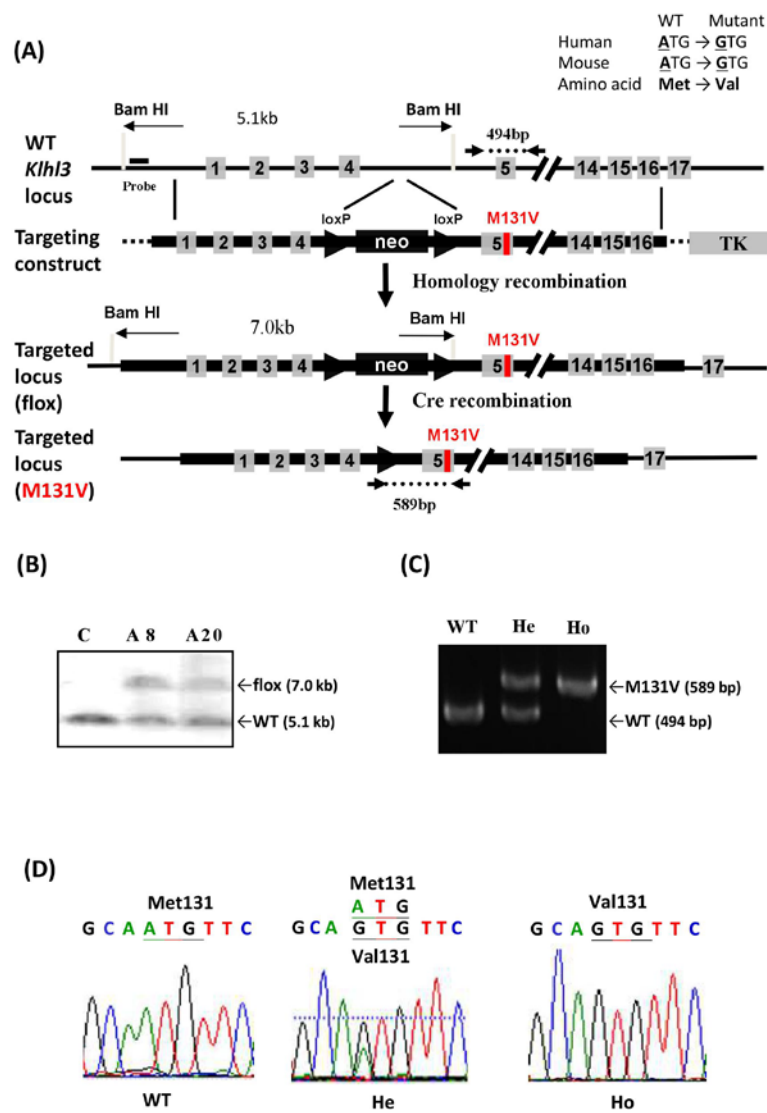 WT Mutant
(A)
Human ATG → GTG
Mouse ATG → GTG
Amino acid Met → Val
Bam HI 5.1kb Bam HI
494bp
WT
Klhl3
locus
1 2 3 4 5 14 15 16 17
Probe
loxP loxP M131V
Targeting
construct
1 2 3 4 neo 5 14 15 16 TK
Homology recombination
Bam HI 7.0kb Bam HI
M131V
Targeted
locus
(flox)
1 2 3 4 neo 5 14 15 16 17
Cre recombination
M131V
Targeted
locus
(M131V)
1 2 3 4 5 14 15 16 17
589bp
(B)
C A 8 A20
←flox (7.0 kb)
←WT (5.1 kb)
(C)
WT He Ho
←M131V (589 bp)
←WT (494 bp)
(D)
Met131
G C A A T G T T C
WT
Met131
A T G
G C A G T G T T C
Val131
He
Val131
G C A G T G T T C
Ho